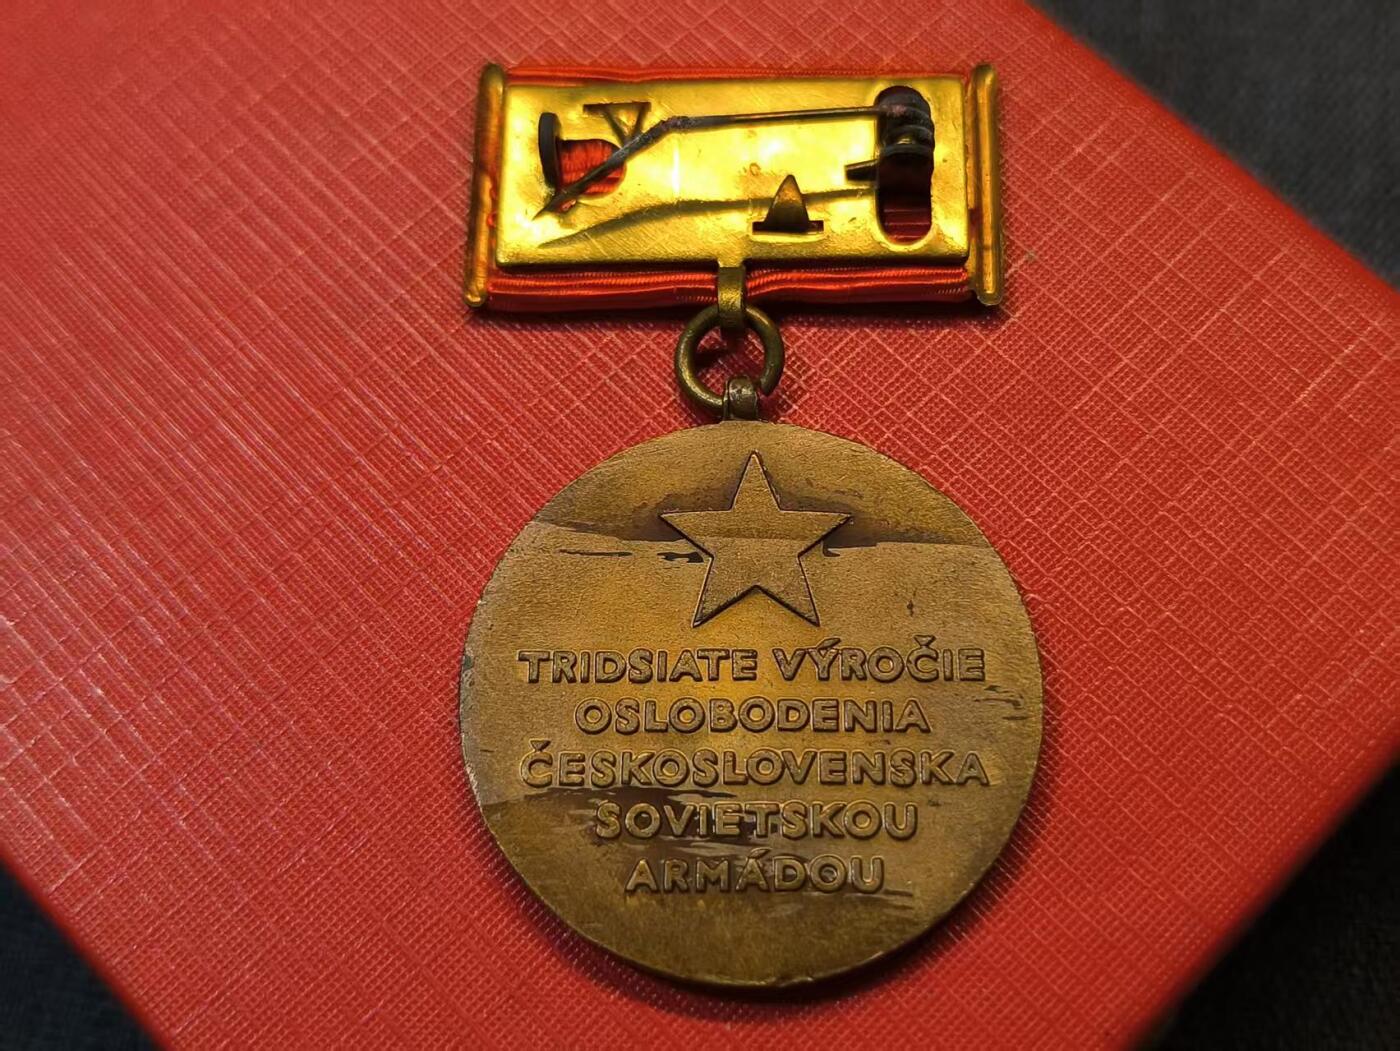 TRIDSIATE VÝROČIE
OSLOBODENIA
ČESKOSLOVENSKA
SOVIETSKOU
ARMÁDOU